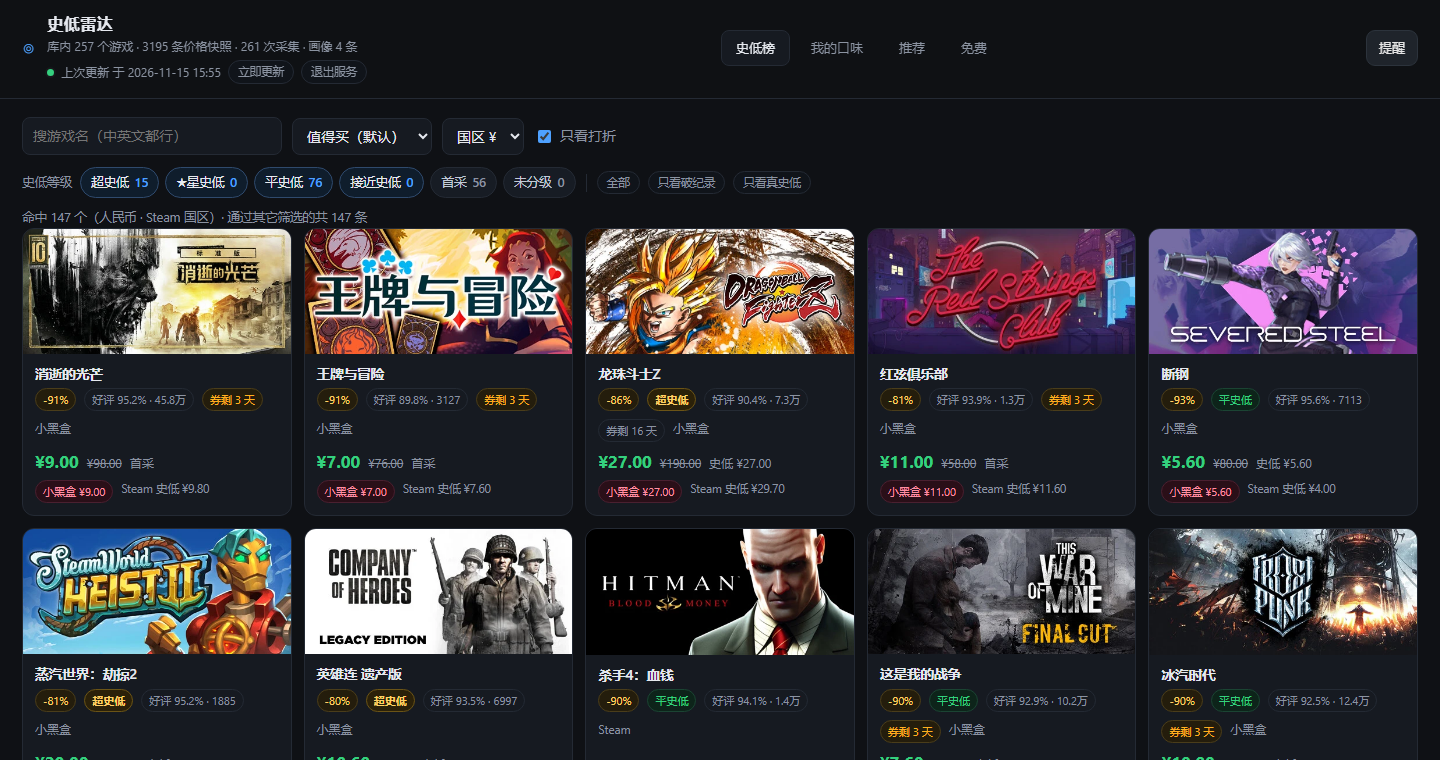 史低雷达
库内 257 个游戏 · 3195 条价格快照 · 261 次采集 · 画像 4 条
上次更新 于 2026-11-15 15:55 立即更新 退出服务
史低榜 我的口味 推荐 免费
提醒
搜游戏名（中英文都行） 值得买（默认） 国区 ¥ 只看打折
史低等级 超史低 15 ★星史低 0 平史低 76 接近史低 0 首采 56 未分级 0 全部 只看破纪录 只看真史低
命中 147 个（人民币 · Steam 国区）· 通过其它筛选的共 147 条
10
标准版
消逝的光芒
消逝的光芒
-91% 好评 95.2% · 45.8万 券剩 3 天
小黑盒
¥9.00 ¥98.00 首采
小黑盒 ¥9.00 Steam 史低 ¥9.80
王牌与冒险
王牌与冒险
-91% 好评 89.8% · 3127 券剩 3 天
小黑盒
¥7.00 ¥76.00 首采
小黑盒 ¥7.00 Steam 史低 ¥7.60
DRAGONBALL
FIGHTERZ
龙珠斗士Z
-86% 超史低 好评 90.4% · 7.3万
券剩 16 天 小黑盒
¥27.00 ¥198.00 史低 ¥27.00
小黑盒 ¥27.00 Steam 史低 ¥29.70
The
Red Strings
Club
红弦俱乐部
-81% 好评 93.9% · 1.3万 券剩 3 天
小黑盒
¥11.00 ¥58.00 首采
小黑盒 ¥11.00 Steam 史低 ¥11.60
SEVERED STEEL
断钢
-93% 平史低 好评 95.6% · 7113
小黑盒
¥5.60 ¥80.00 史低 ¥5.60
小黑盒 ¥5.60 Steam 史低 ¥4.00
SteamWorld
HEIST II
蒸汽世界：劫掠2
-81% 超史低 好评 95.2% · 1885
小黑盒
COMPANY
OF HEROES
LEGACY EDITION
英雄连 遗产版
-80% 超史低 好评 93.5% · 6997
小黑盒
HITMAN
BLOOD MONEY
杀手4：血钱
-90% 平史低 好评 94.1% · 1.4万
Steam
THIS
WAR
OF MINE
FINAL CUT
这是我的战争
-90% 平史低 好评 92.9% · 10.2万
券剩 3 天 小黑盒
FROST
PUNK
冰汽时代
-90% 平史低 好评 92.5% · 12.4万
券剩 3 天 小黑盒